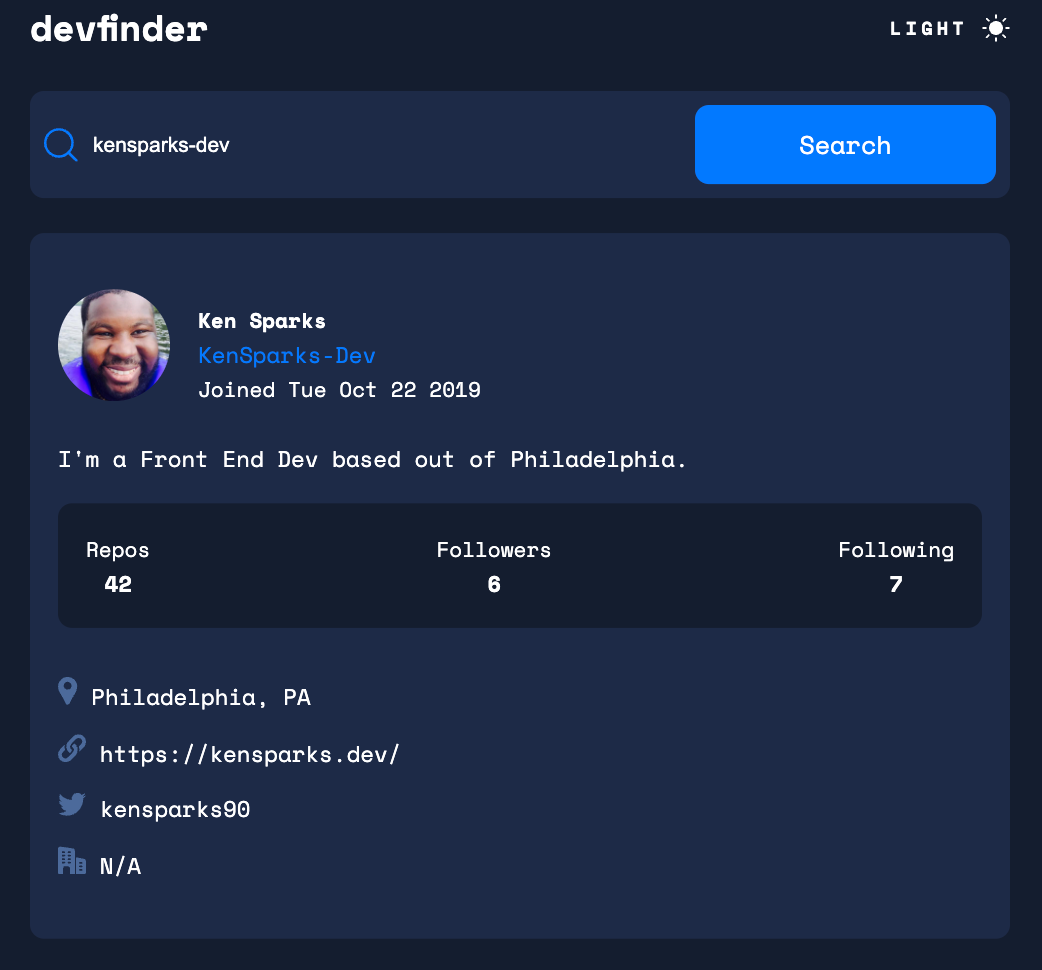 devfinder
LIGHT
kensparks-dev
Search
Ken Sparks
KenSparks-Dev
Joined Tue Oct 22 2019
I'm a Front End Dev based out of Philadelphia.
Repos Followers Following
42 6 7
Philadelphia, PA
https://kensparks.dev/
kensparks90
N/A